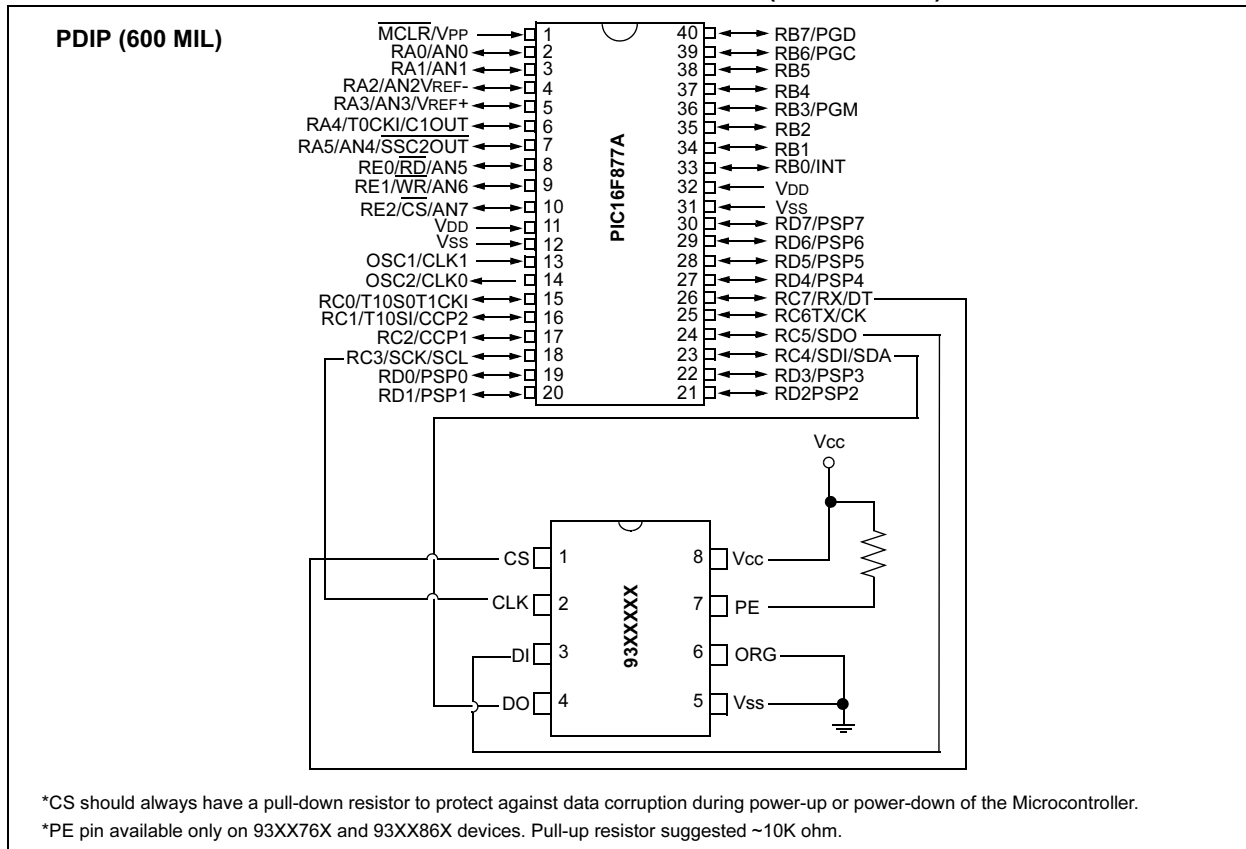 PDIP (600 MIL)
MCLR/VPP
RA0/AN0
RA1/AN1
RA2/AN2VREF-
RA3/AN3/VREF+
RA4/T0CKI/C1OUT
RA5/AN4/SSC2OUT
RE0/RD/AN5
RE1/WR/AN6
RE2/CS/AN7
VDD
VSS
OSC1/CLK1
OSC2/CLK0
RC0/T10S0T1CKI
RC1/T10SI/CCP2
RC2/CCP1
RC3/SCK/SCL
RD0/PSP0
RD1/PSP1
1
2
3
4
5
6
7
8
9
10
11
12
13
14
15
16
17
18
19
20
PIC16F877A
40
39
38
37
36
35
34
33
32
31
30
29
28
27
26
25
24
23
22
21
RB7/PGD
RB6/PGC
RB5
RB4
RB3/PGM
RB2
RB1
RB0/INT
VDD
VSS
RD7/PSP7
RD6/PSP6
RD5/PSP5
RD4/PSP4
RC7/RX/DT
RC6TX/CK
RC5/SDO
RC4/SDI/SDA
RD3/PSP3
RD2PSP2
Vcc
CS
CLK
DI
DO
1
2
3
4
93XXXXX
8
7
6
5
Vcc
PE
ORG
Vss
*CS should always have a pull-down resistor to protect against data corruption during power-up or power-down of the Microcontroller.
*PE pin available only on 93XX76X and 93XX86X devices. Pull-up resistor suggested ~10K ohm.